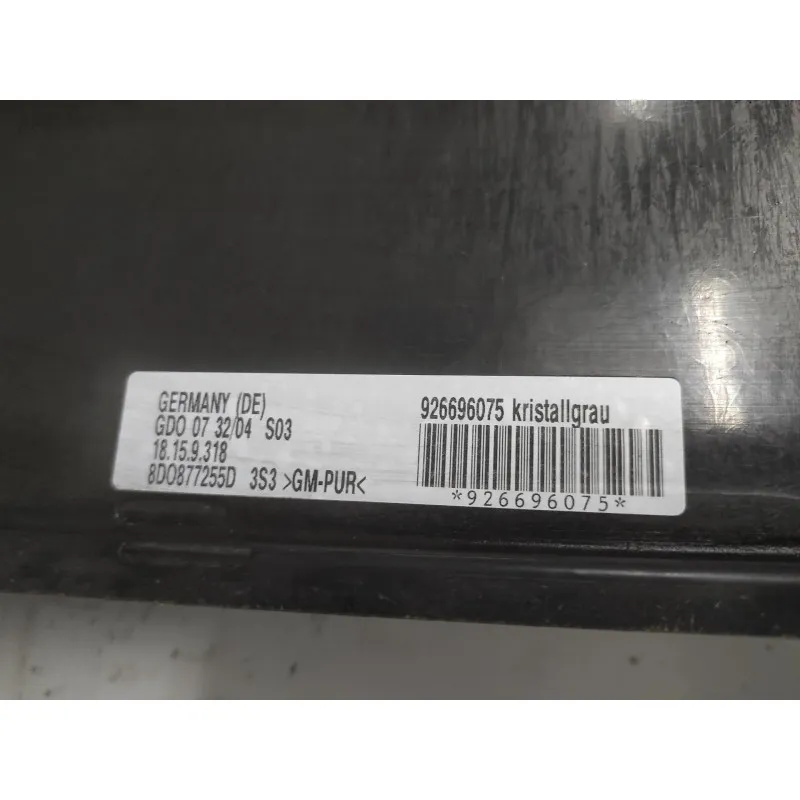 GERMANY (DE)
GDO 07 32/04 S03
18.15.9.318
8D0877255D 3S3 >GM-PUR<
926696075 kristallgrau
*926696075*